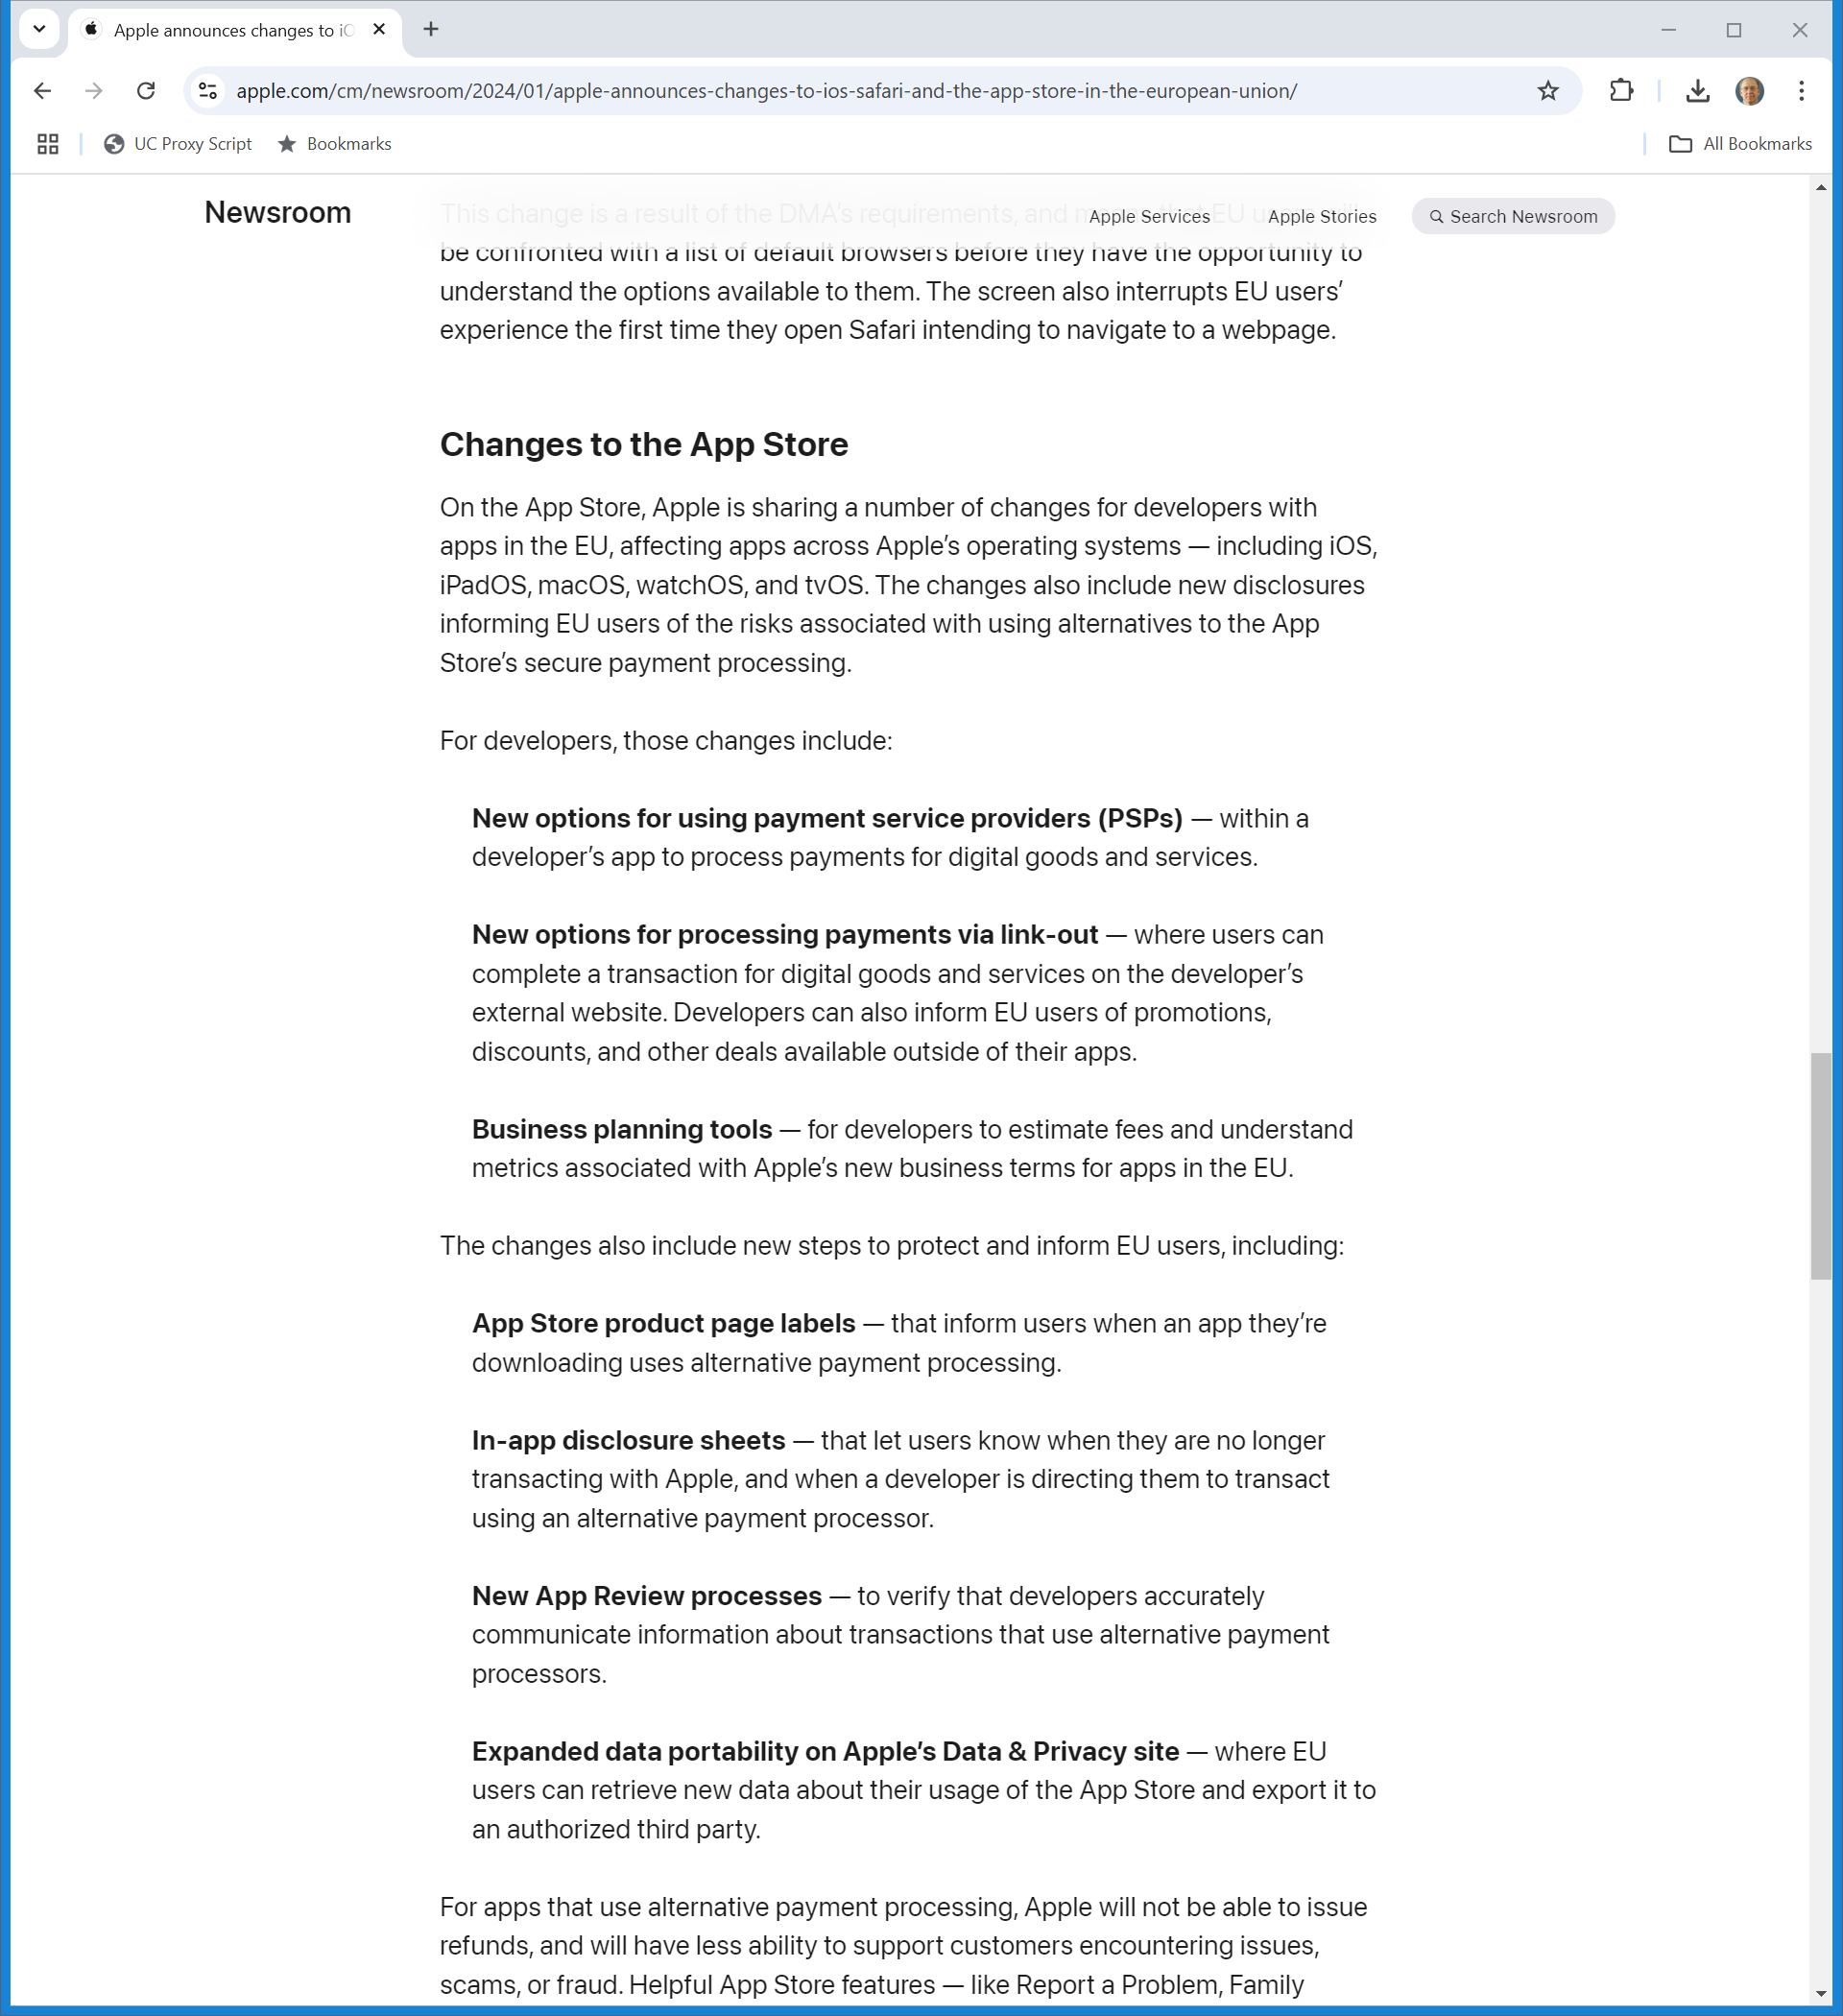 Apple announces changes to iO
apple.com/cm/newsroom/2024/01/apple-announces-changes-to-ios-safari-and-the-app-store-in-the-european-union/
UC Proxy Script
Bookmarks
All Bookmarks
Newsroom
Apple Services
Apple Stories
Search Newsroom
This change is a result of the DMA's requirements, and EU
be confronted with a list of default browsers before they have the opportunity to
understand the options available to them. The screen also interrupts EU users’
experience the first time they open Safari intending to navigate to a webpage.
Changes to the App Store
On the App Store, Apple is sharing a number of changes for developers with
apps in the EU, affecting apps across Apple’s operating systems — including iOS,
iPadOS, macOS, watchOS, and tvOS. The changes also include new disclosures
informing EU users of the risks associated with using alternatives to the App
Store’s secure payment processing.
For developers, those changes include:
New options for using payment service providers (PSPs) — within a
developer’s app to process payments for digital goods and services.
New options for processing payments via link-out — where users can
complete a transaction for digital goods and services on the developer’s
external website. Developers can also inform EU users of promotions,
discounts, and other deals available outside of their apps.
Business planning tools — for developers to estimate fees and understand
metrics associated with Apple’s new business terms for apps in the EU.
The changes also include new steps to protect and inform EU users, including:
App Store product page labels — that inform users when an app they’re
downloading uses alternative payment processing.
In-app disclosure sheets — that let users know when they are no longer
transacting with Apple, and when a developer is directing them to transact
using an alternative payment processor.
New App Review processes — to verify that developers accurately
communicate information about transactions that use alternative payment
processors.
Expanded data portability on Apple’s Data & Privacy site — where EU
users can retrieve new data about their usage of the App Store and export it to
an authorized third party.
For apps that use alternative payment processing, Apple will not be able to issue
refunds, and will have less ability to support customers encountering issues,
scams, or fraud. Helpful App Store features — like Report a Problem, Family